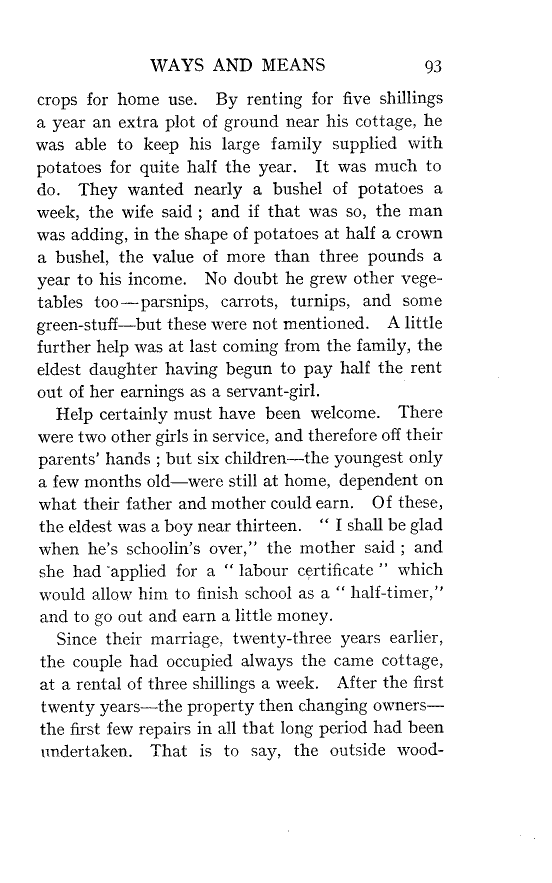 WAYS AND MEANS 93
crops for home use. By renting for five shillings
a year an extra plot of ground near his cottage, he
was able to keep his large family supplied with
potatoes for quite half the year. It was much to
do. They wanted nearly a bushel of potatoes a
week, the wife said ; and if that was so, the man
was adding, in the shape of potatoes at half a crown
a bushel, the value of more than three pounds a
year to his income. No doubt he grew other vege-
tables too—parsnips, carrots, turnips, and some
green-stuff—but these were not mentioned. A little
further help was at last coming from the family, the
eldest daughter having begun to pay half the rent
out of her earnings as a servant-girl.
Help certainly must have been welcome. There
were two other girls in service, and therefore off their
parents' hands ; but six children—the youngest only
a few months old—were still at home, dependent on
what their father and mother could earn. Of these,
the eldest was a boy near thirteen. " I shall be glad
when he's schoolin's over," the mother said ; and
she had applied for a " labour certificate " which
would allow him to finish school as a " half-timer,"
and to go out and earn a little money.
Since their marriage, twenty-three years earlier,
the couple had occupied always the came cottage,
at a rental of three shillings a week. After the first
twenty years—the property then changing owners—
the first few repairs in all that long period had been
undertaken. That is to say, the outside wood-